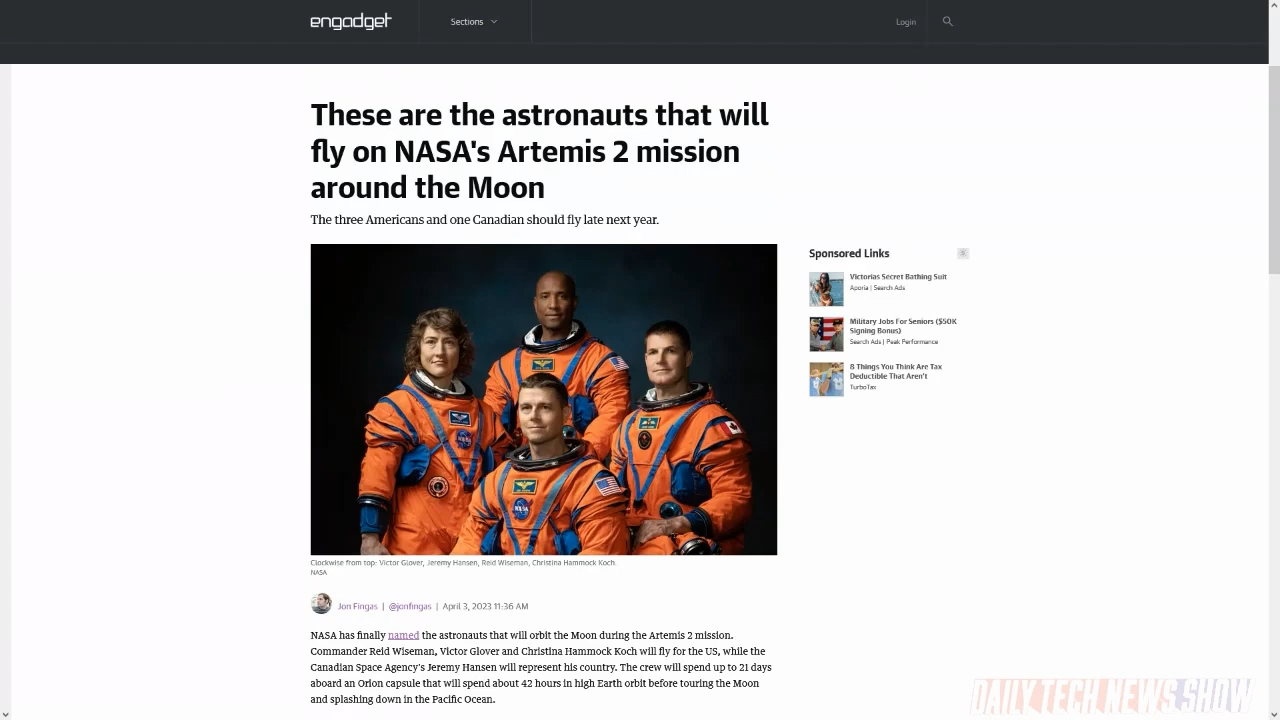 engadget
Sections
Login
These are the astronauts that will
fly on NASA's Artemis 2 mission
around the Moon
The three Americans and one Canadian should fly late next year.
NASA
NASA
Clockwise from top: Victor Glover, Jeremy Hansen, Reid Wiseman, Christina Hammock Koch.
NASA
Sponsored Links
Victorias Secret Bathing Suit
Aporia | Search Ads
Military Jobs For Seniors ($50K
Signing Bonus)
Search Ads | Peak Performance
8 Things You Think Are Tax
Deductible That Aren't
TurboTax
Jon Fingas | @jonfingas | April 3, 2023 11:36 AM
NASA has finally named the astronauts that will orbit the Moon during the Artemis 2 mission.
Commander Reid Wiseman, Victor Glover and Christina Hammock Koch will fly for the US, while the
Canadian Space Agency's Jeremy Hansen will represent his country. The crew will spend up to 21 days
aboard an Orion capsule that will spend about 42 hours in high Earth orbit before touring the Moon
and splashing down in the Pacific Ocean.
DAILY TECH NEWS SHOW